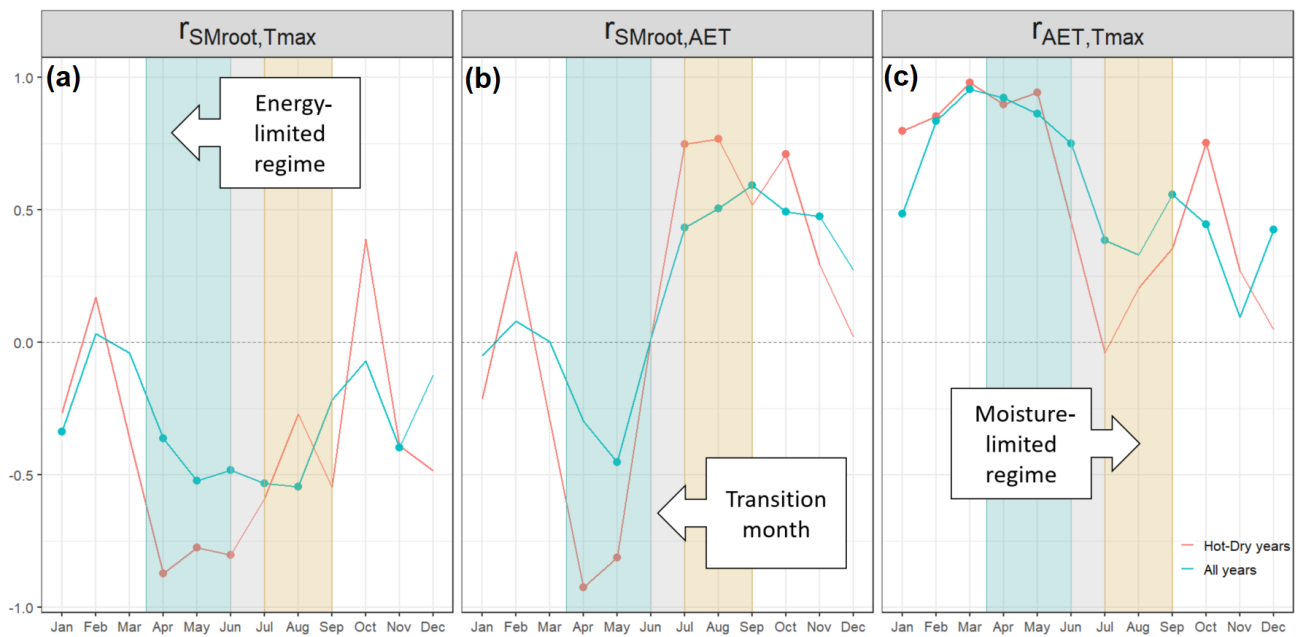 rSMroot,Tmax
rSMroot,AET
rAET,Tmax
(a)
(b)
(c)
Energy-
limited
regime
Transition
month
Moisture-
limited
regime
Hot-Dry years
All years
1.0
0.5
0.0
-0.5
-1.0
Jan Feb Mar Apr May Jun Jul Aug Sep Oct Nov Dec
Jan Feb Mar Apr May Jun Jul Aug Sep Oct Nov Dec
Jan Feb Mar Apr May Jun Jul Aug Sep Oct Nov Dec